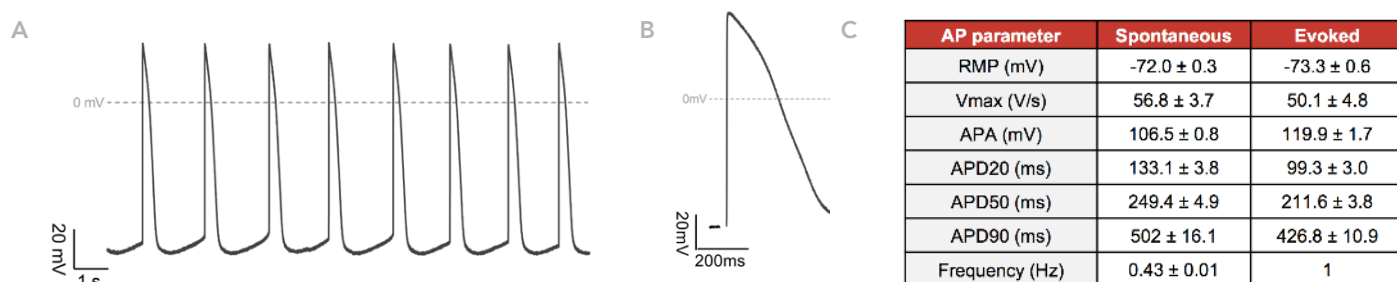 A
0 mV
20 mV
1 s
B
0mV
20mV
200ms
C
AP parameter Spontaneous Evoked
RMP (mV) -72.0 ± 0.3 -73.3 ± 0.6
Vmax (V/s) 56.8 ± 3.7 50.1 ± 4.8
APA (mV) 106.5 ± 0.8 119.9 ± 1.7
APD20 (ms) 133.1 ± 3.8 99.3 ± 3.0
APD50 (ms) 249.4 ± 4.9 211.6 ± 3.8
APD90 (ms) 502 ± 16.1 426.8 ± 10.9
Frequency (Hz) 0.43 ± 0.01 1